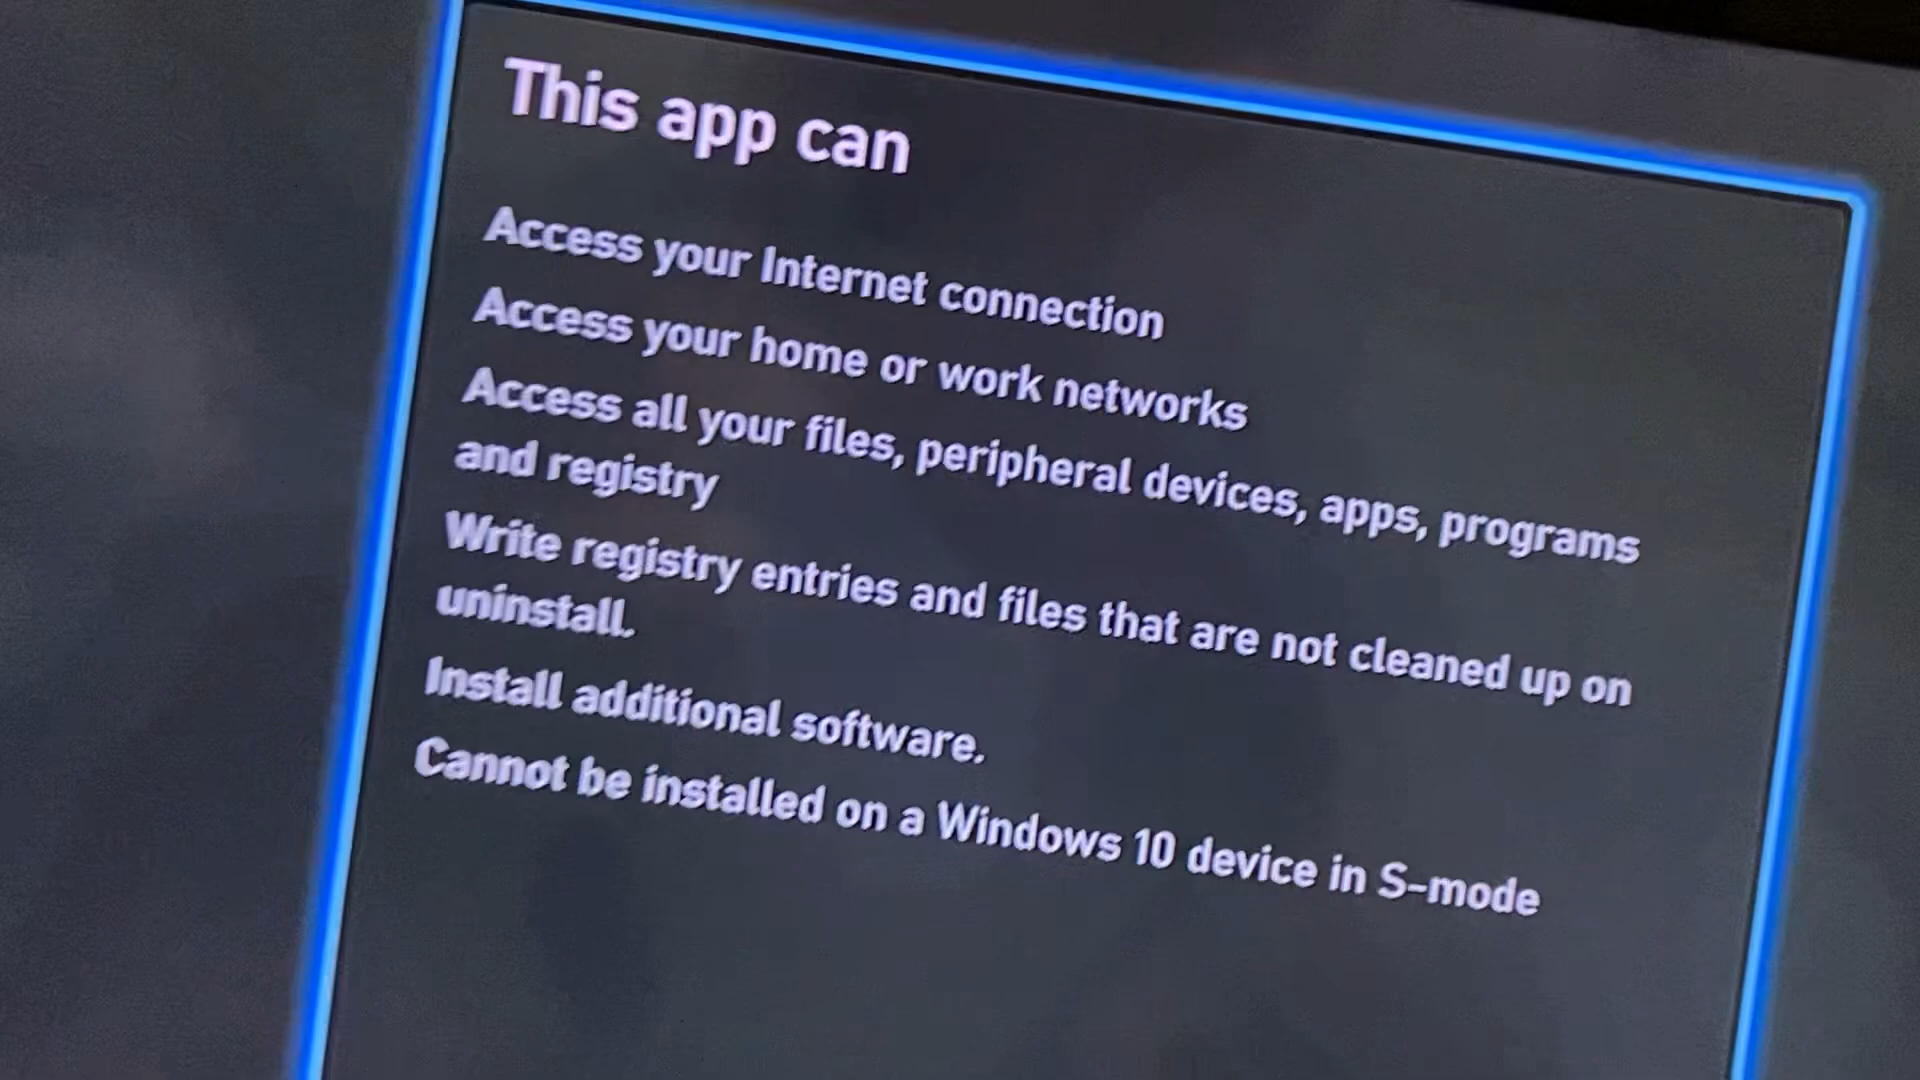 This app can
Access your Internet connection
Access your home or work networks
Access all your files, peripheral devices, apps, programs
and registry
Write registry entries and files that are not cleaned up on
uninstall.
Install additional software.
Cannot be installed on a Windows 10 device in S-mode